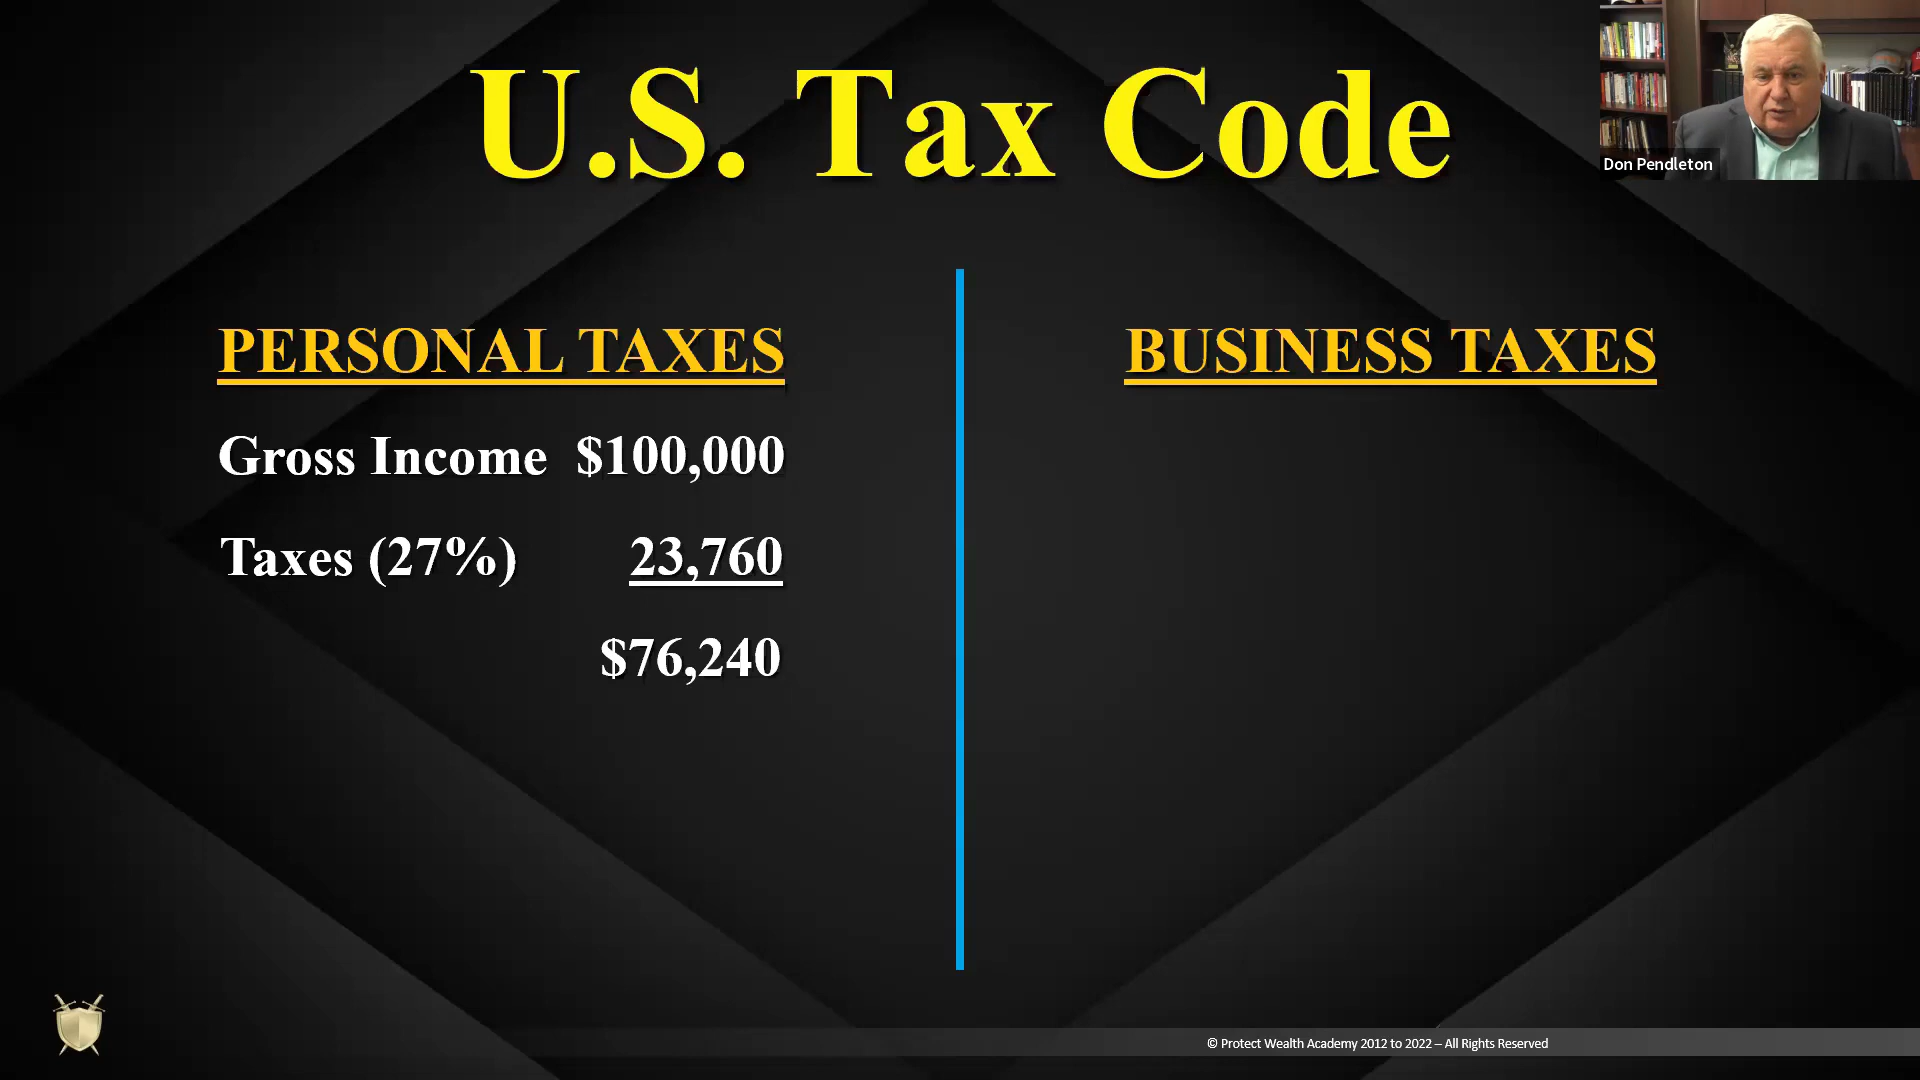 U.S. Tax Code
Don Pendleton
PERSONAL TAXES
Gross Income $100,000
Taxes (27%) 23,760
$76,240
BUSINESS TAXES
© Protect Wealth Academy 2012 to 2022 – All Rights Reserved